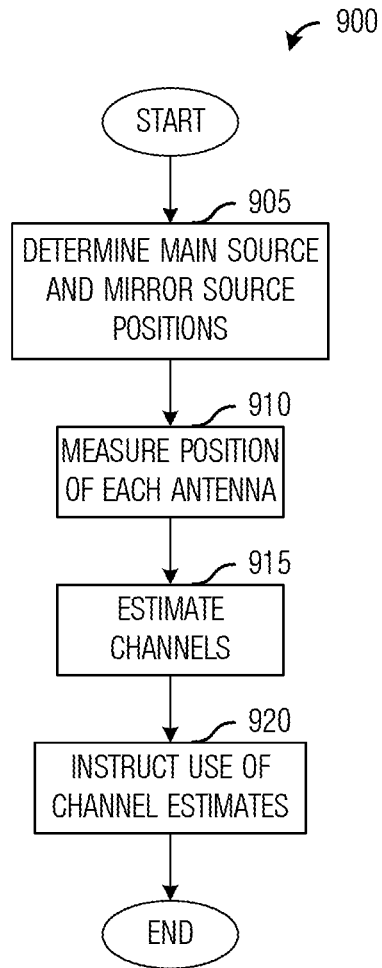 900
START
905
DETERMINE MAIN SOURCE
AND MIRROR SOURCE
POSITIONS
910
MEASURE POSITION
OF EACH ANTENNA
915
ESTIMATE
CHANNELS
920
INSTRUCT USE OF
CHANNEL ESTIMATES
END